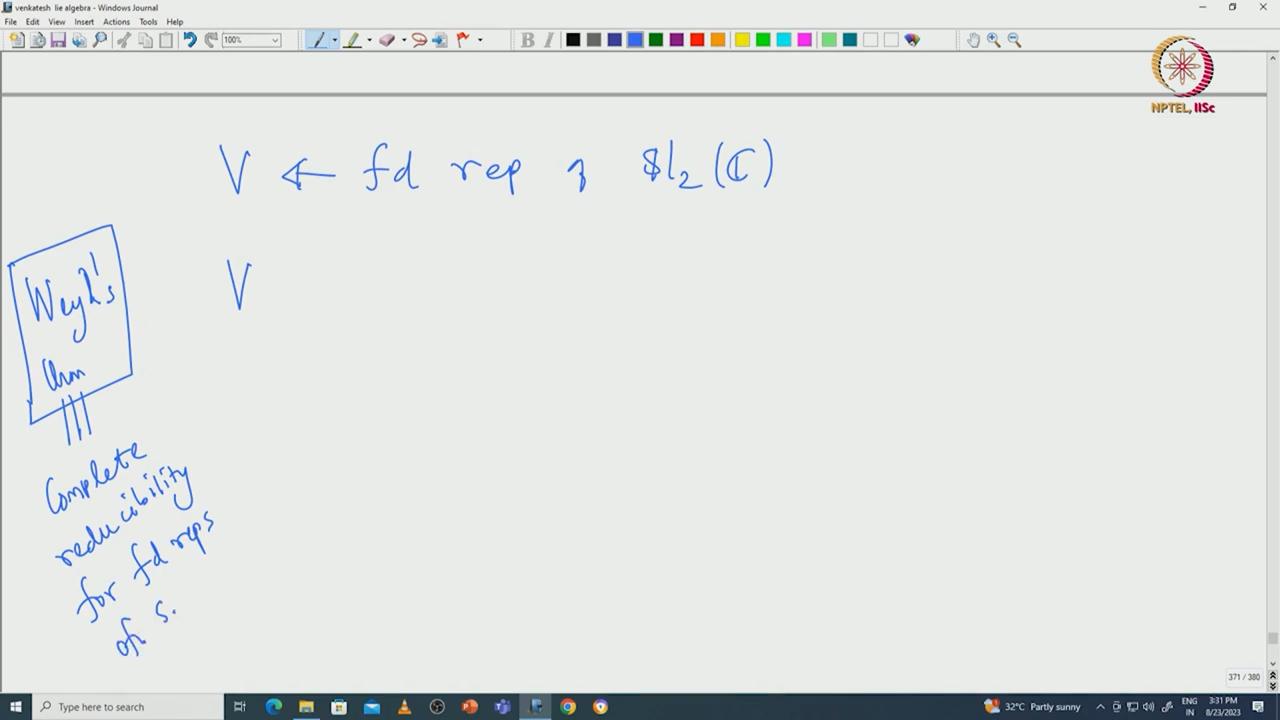 venkatesh lie algebra - Windows Journal
File Edit View Insert Actions Tools Help
100%
NPTEL, IISc
V ← fd rep of Sl₂(ℂ)
V
Weyl's
thm
|||
Complete
reducibility
for fd reps
of s.
371 / 380
Type here to search
32°C Partly sunny
ENG
IN
3:31 PM
8/23/2023